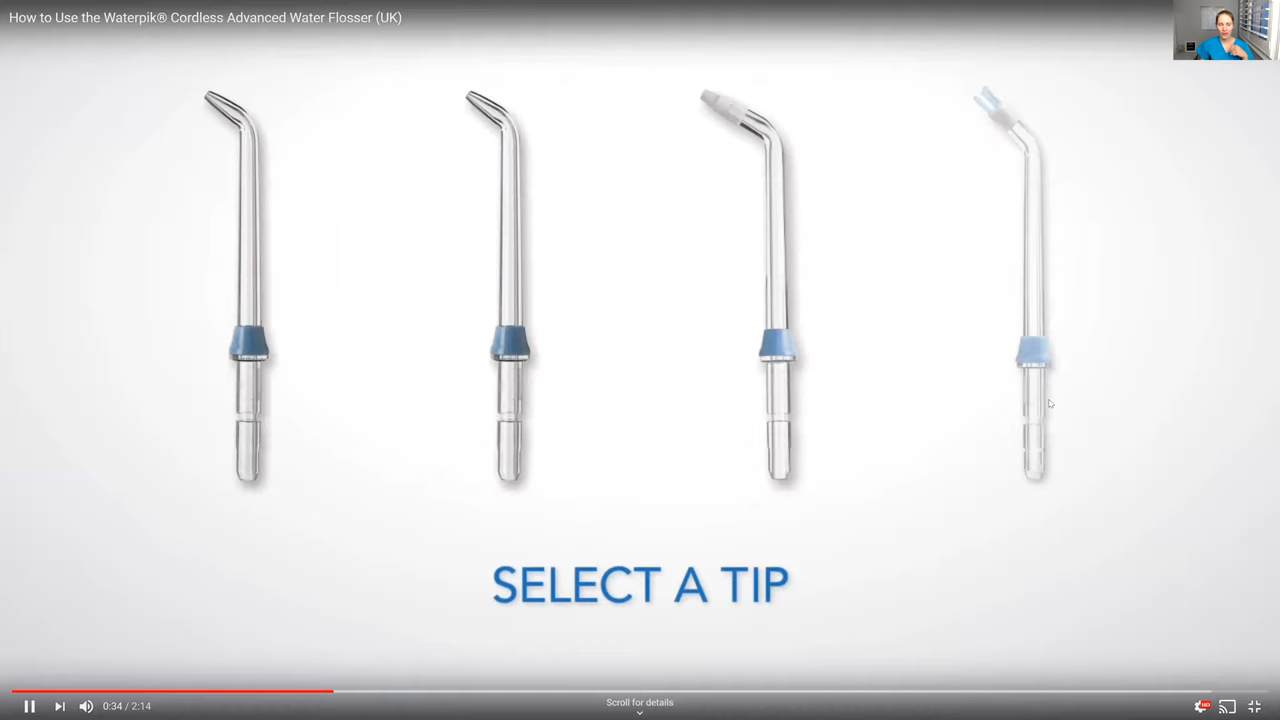 How to Use the Waterpik® Cordless Advanced Water Flosser (UK)
SELECT A TIP
Scroll for details
0:34 / 2:14
HD